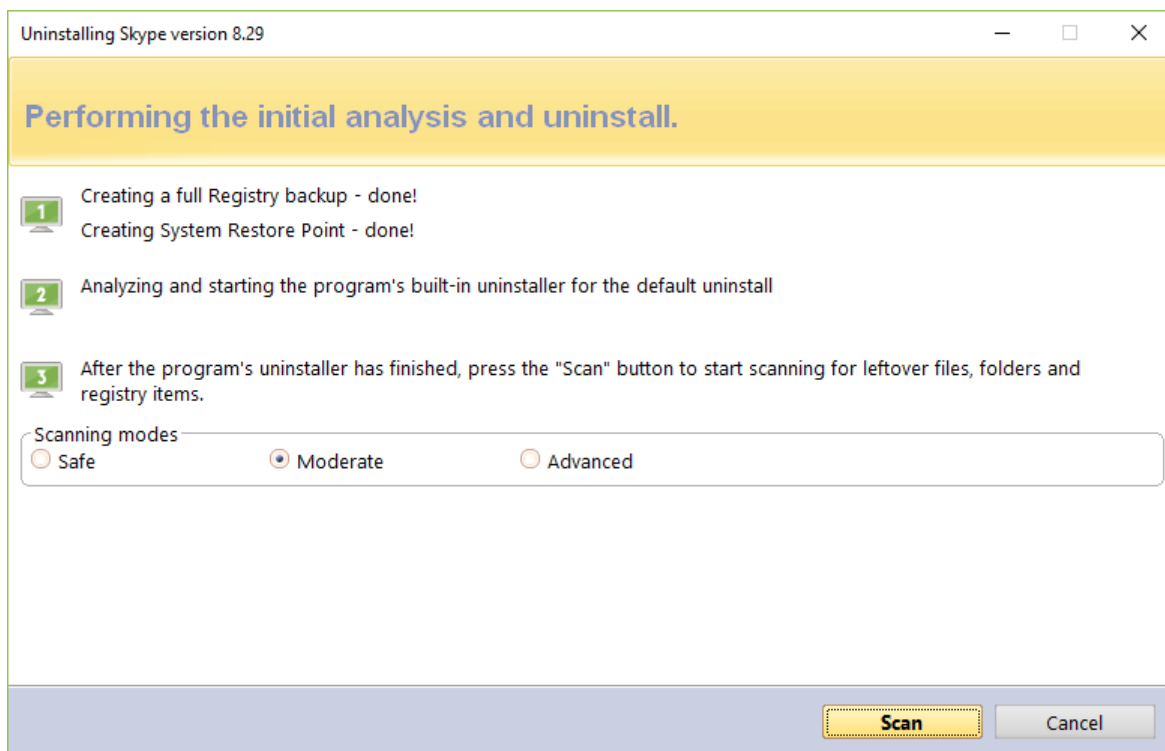 Uninstalling Skype version 8.29
Performing the initial analysis and uninstall.
1
Creating a full Registry backup - done!
Creating System Restore Point - done!
2
Analyzing and starting the program's built-in uninstaller for the default uninstall
3
After the program's uninstaller has finished, press the "Scan" button to start scanning for leftover files, folders and
registry items.
Scanning modes
Safe Moderate Advanced
Scan Cancel